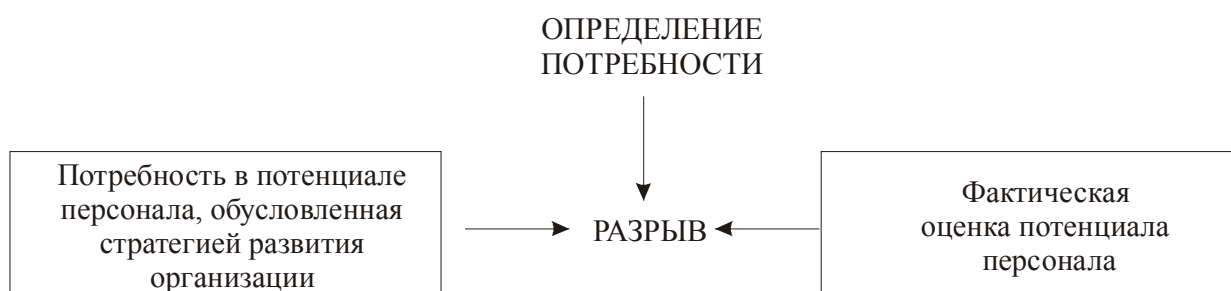 ОПРЕДЕЛЕНИЕ
ПОТРЕБНОСТИ
Потребность в потенциале
персонала, обусловленная
стратегией развития
организации
РАЗРЫВ
Фактическая
оценка потенциала
персонала